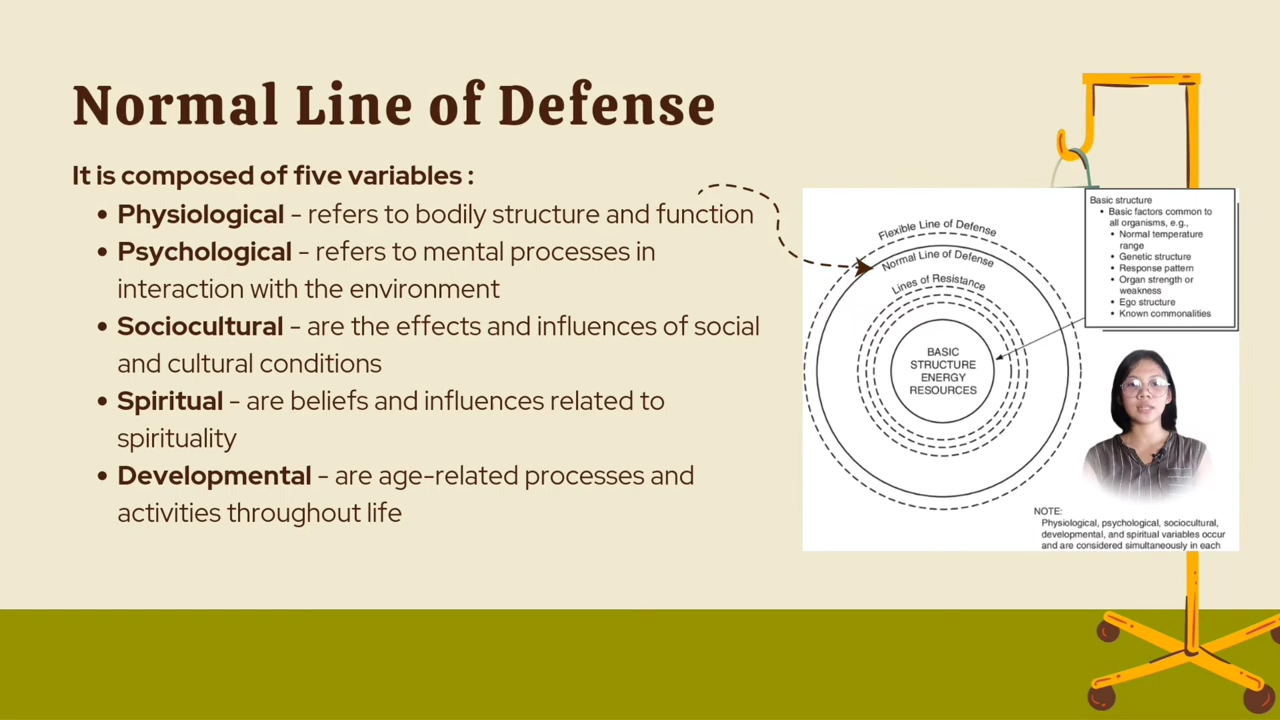 Normal Line of Defense
It is composed of five variables :
• Physiological - refers to bodily structure and function
• Psychological - refers to mental processes in
interaction with the environment
• Sociocultural - are the effects and influences of social
and cultural conditions
• Spiritual - are beliefs and influences related to
spirituality
• Developmental - are age-related processes and
activities throughout life
Flexible Line of Defense
Normal Line of Defense
Lines of Resistance
BASIC
STRUCTURE
ENERGY
RESOURCES
Basic structure
• Basic factors common to
all organisms, e.g.,
• Normal temperature
range
• Genetic structure
• Response pattern
• Organ strength or
weakness
• Ego structure
• Known commonalities
NOTE:
Physiological, psychological, sociocultural,
developmental, and spiritual variables occur
and are considered simultaneously in each